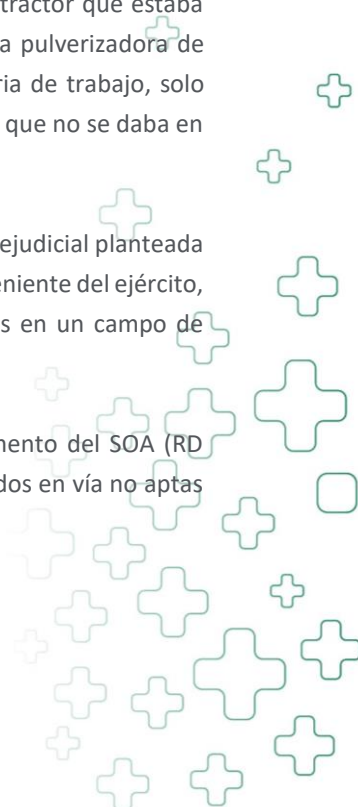 tractor que estaba
a pulverizadora de
ria de trabajo, solo
que no se daba en
ejudicial planteada
eniente del ejército,
s en un campo de
mento del SOA (RD
dos en vía no aptas